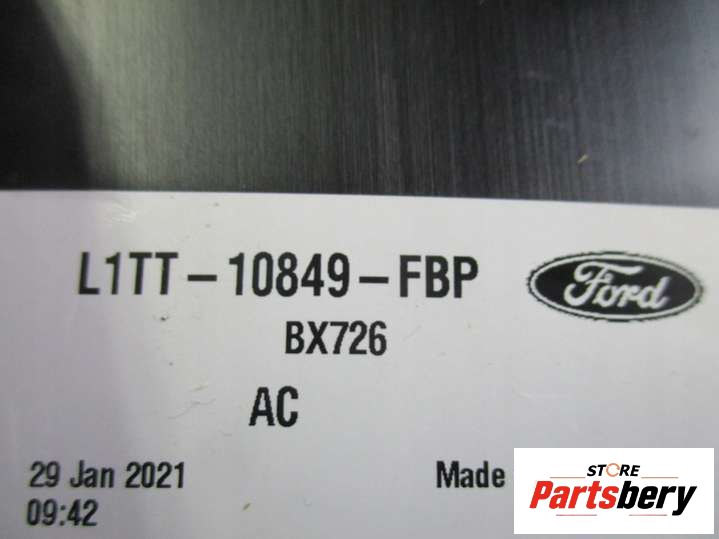 L1TT-10849-FBP
Ford
BX726
AC
29 Jan 2021
Made
09:42
STORE
Partsbery